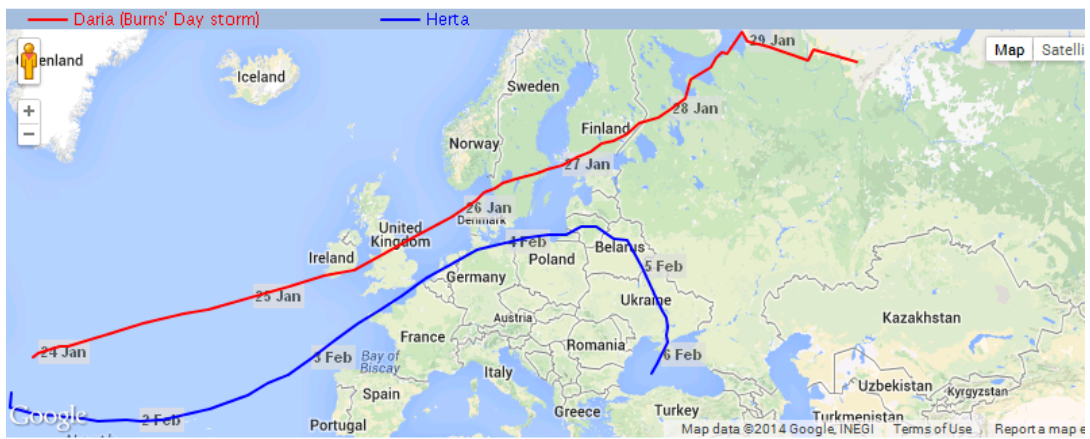 Daria (Burns' Day storm) Herta
29 Jan
Map Satelli
enland
Iceland
Sweden
+
−
28 Jan
Norway
Finland
27 Jan
26 Jan
Denmark
United
Kingdom
Ireland
4 Feb
Belarus
Poland
5 Feb
Germany
25 Jan
Ukraine
Austria
Kazakhstan
France
Romania
24 Jan
3 Feb
Bay of
Biscay
6 Feb
Italy
Spain
Uzbekistan
Kyrgyzstan
Google
2 Feb
Portugal
Greece
Turkey
Turkmenistan
Map data ©2014 Google, INEGI Terms of Use Report a map e